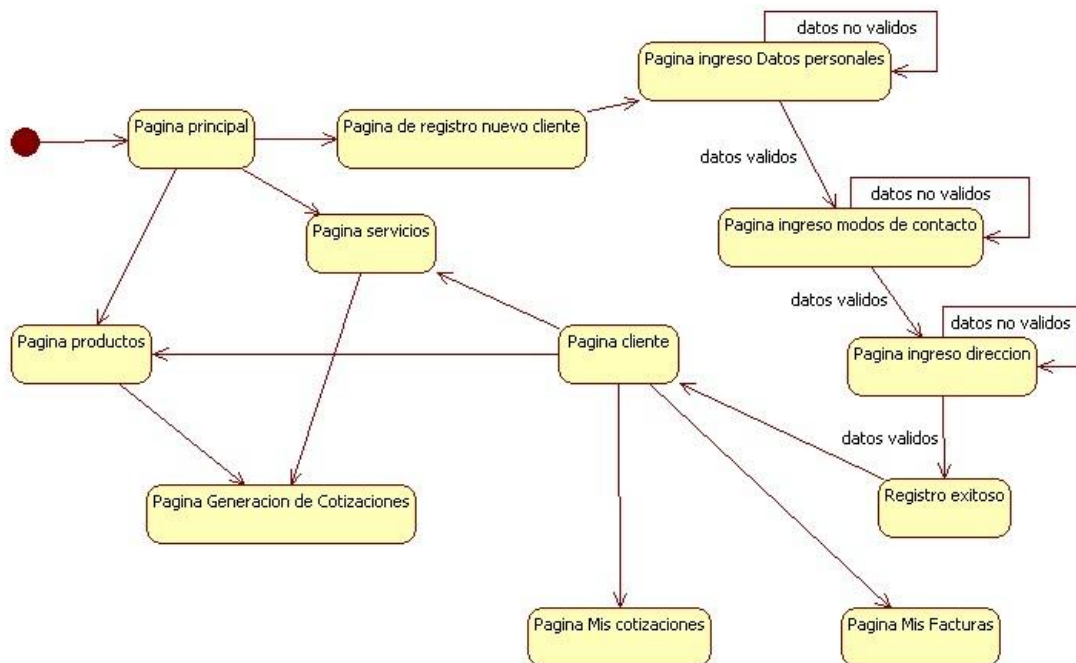 datos no validos
Pagina ingreso Datos personales
Pagina principal
Pagina de registro nuevo cliente
datos validos
datos no validos
Pagina ingreso modos de contacto
Pagina servicios
datos validos
datos no validos
Pagina productos
Pagina cliente
Pagina ingreso direccion
datos validos
Pagina Generacion de Cotizaciones
Registro exitoso
Pagina Mis cotizaciones
Pagina Mis Facturas